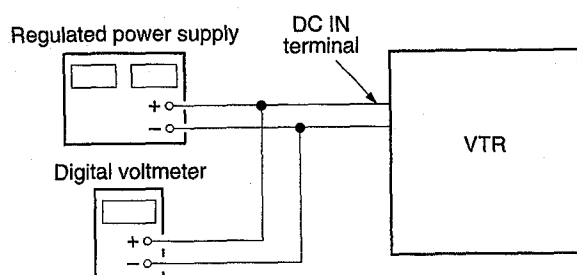 Regulated power supply
DC IN
terminal
+
−
VTR
Digital voltmeter
+
−